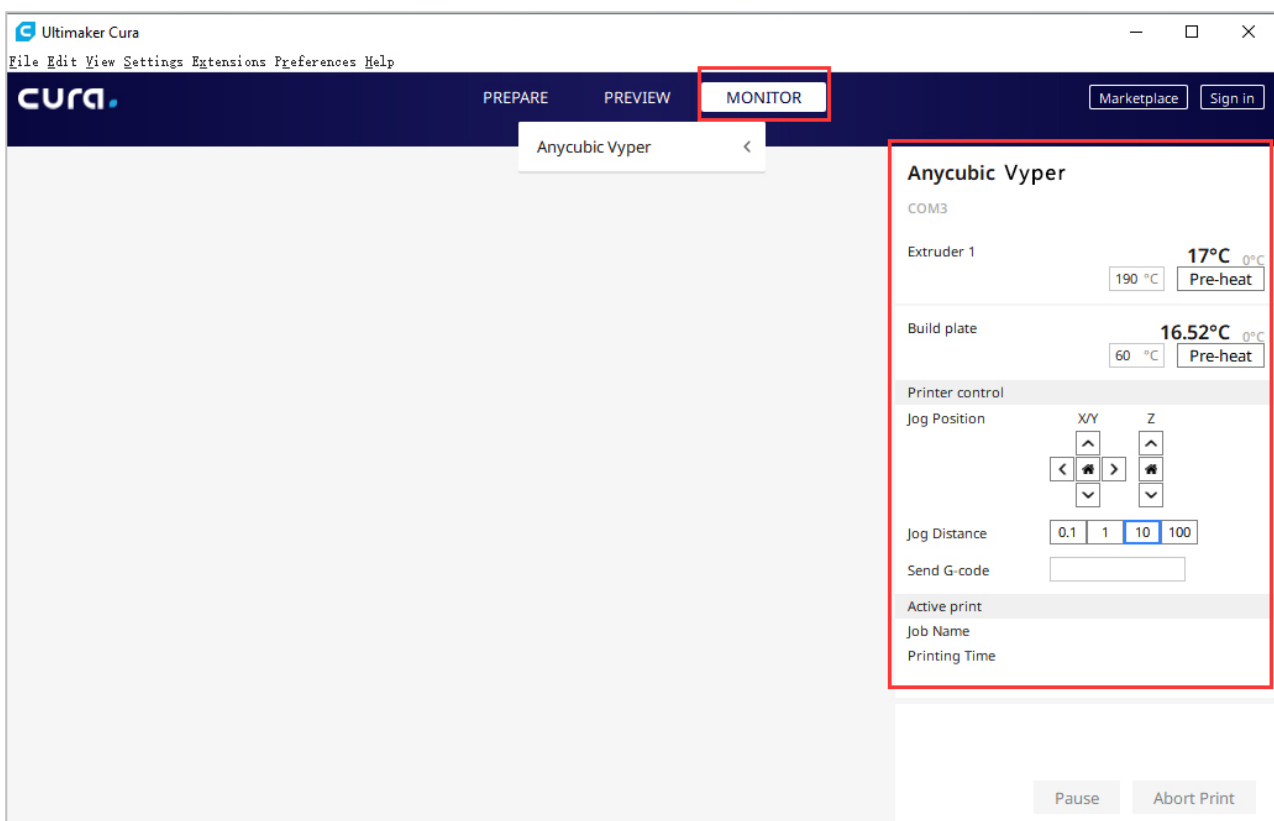 Ultimaker Cura
File Edit View Settings Extensions Preferences Help
cura.
PREPARE PREVIEW MONITOR
Marketplace Sign in
Anycubic Vyper
Anycubic Vyper
COM3
Extruder 1
17°C 0°C
190 °C Pre-heat
Build plate
16.52°C 0°C
60 °C Pre-heat
Printer control
Jog Position X/Y Z
Jog Distance 0.1 1 10 100
Send G-code
Active print
Job Name
Printing Time
Pause Abort Print